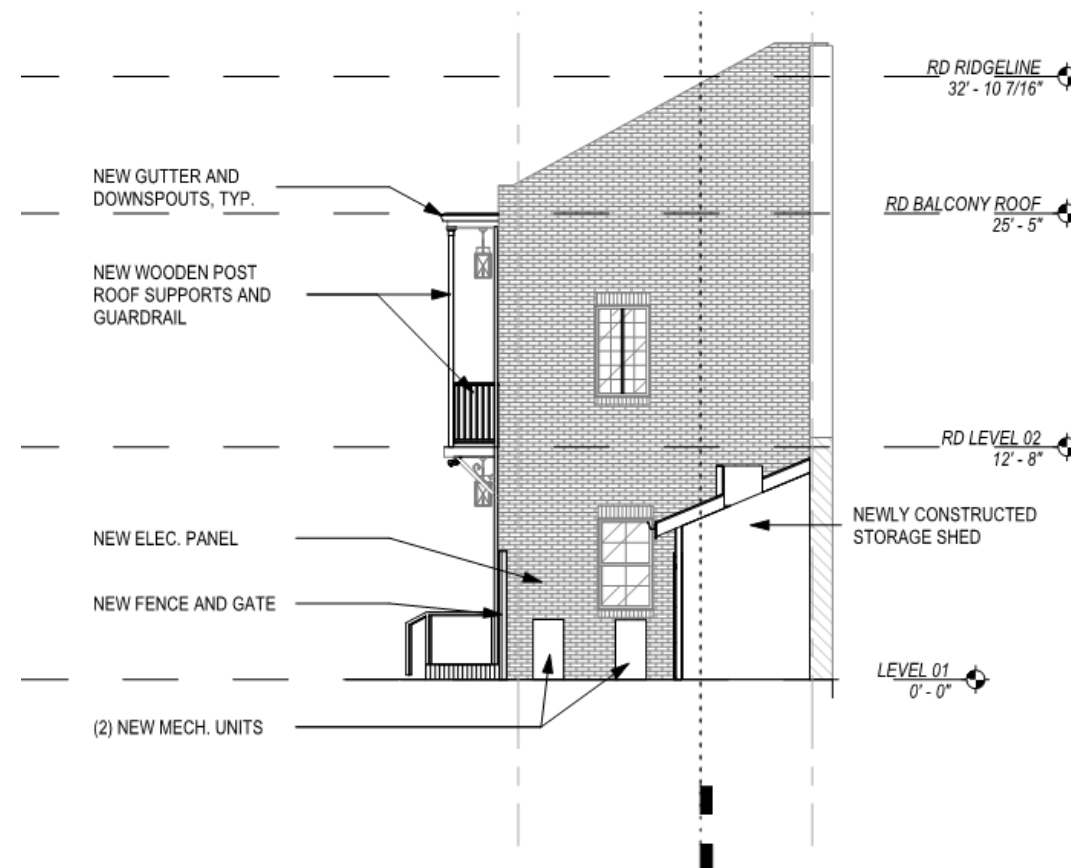 RD RIDGELINE
32' - 10 7/16"
NEW GUTTER AND
DOWNSPOUTS, TYP.
RD BALCONY ROOF
25' - 5"
NEW WOODEN POST
ROOF SUPPORTS AND
GUARDRAIL
RD LEVEL 02
12' - 8"
NEWLY CONSTRUCTED
STORAGE SHED
NEW ELEC. PANEL
NEW FENCE AND GATE
LEVEL 01
0' - 0"
(2) NEW MECH. UNITS